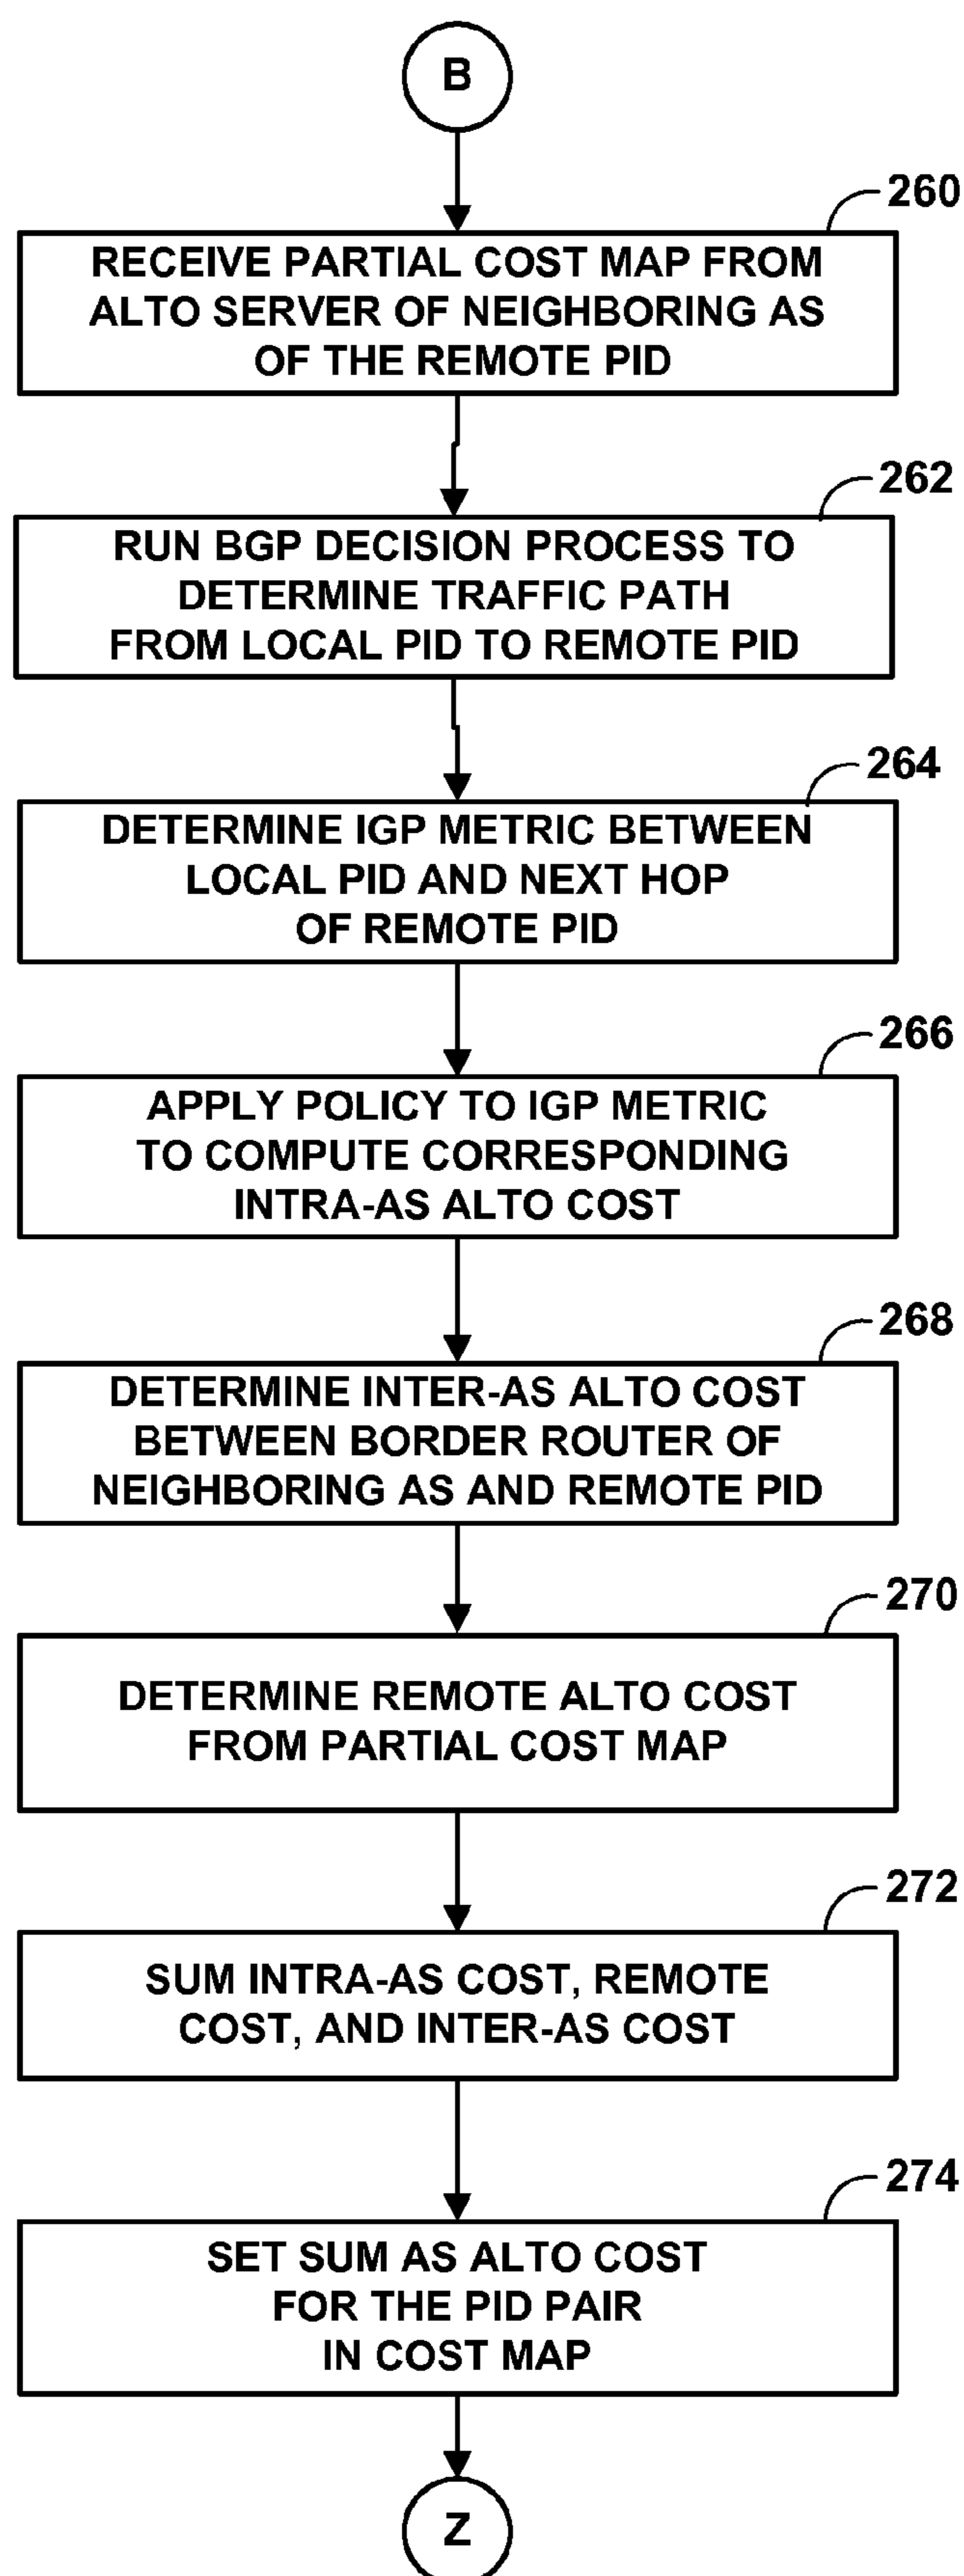 B
260
RECEIVE PARTIAL COST MAP FROM
ALTO SERVER OF NEIGHBORING AS
OF THE REMOTE PID
262
RUN BGP DECISION PROCESS TO
DETERMINE TRAFFIC PATH
FROM LOCAL PID TO REMOTE PID
264
DETERMINE IGP METRIC BETWEEN
LOCAL PID AND NEXT HOP
OF REMOTE PID
266
APPLY POLICY TO IGP METRIC
TO COMPUTE CORRESPONDING
INTRA-AS ALTO COST
268
DETERMINE INTER-AS ALTO COST
BETWEEN BORDER ROUTER OF
NEIGHBORING AS AND REMOTE PID
270
DETERMINE REMOTE ALTO COST
FROM PARTIAL COST MAP
272
SUM INTRA-AS COST, REMOTE
COST, AND INTER-AS COST
274
SET SUM AS ALTO COST
FOR THE PID PAIR
IN COST MAP
Z